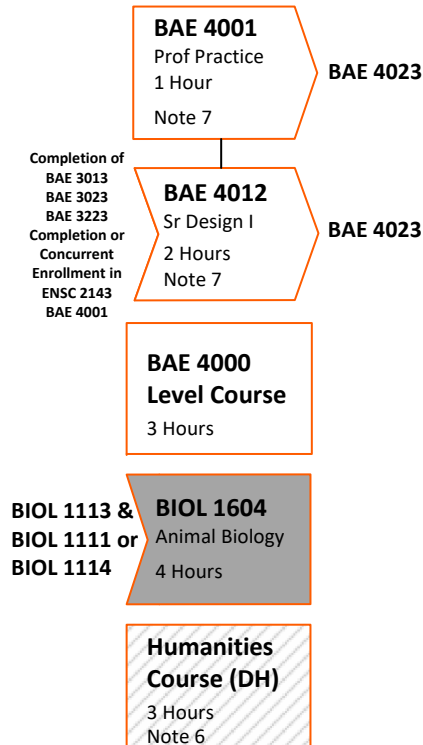 BAE 4001
Prof Practice
1 Hour
Note 7
BAE 4023
Completion of
BAE 3013
BAE 3023
BAE 3223
Completion or
Concurrent
Enrollment in
ENSC 2143
BAE 4001
BAE 4012
Sr Design I
2 Hours
Note 7
BAE 4023
BAE 4000
Level Course
3 Hours
BIOL 1113 &
BIOL 1111 or
BIOL 1114
BIOL 1604
Animal Biology
4 Hours
Humanities
Course (DH)
3 Hours
Note 6